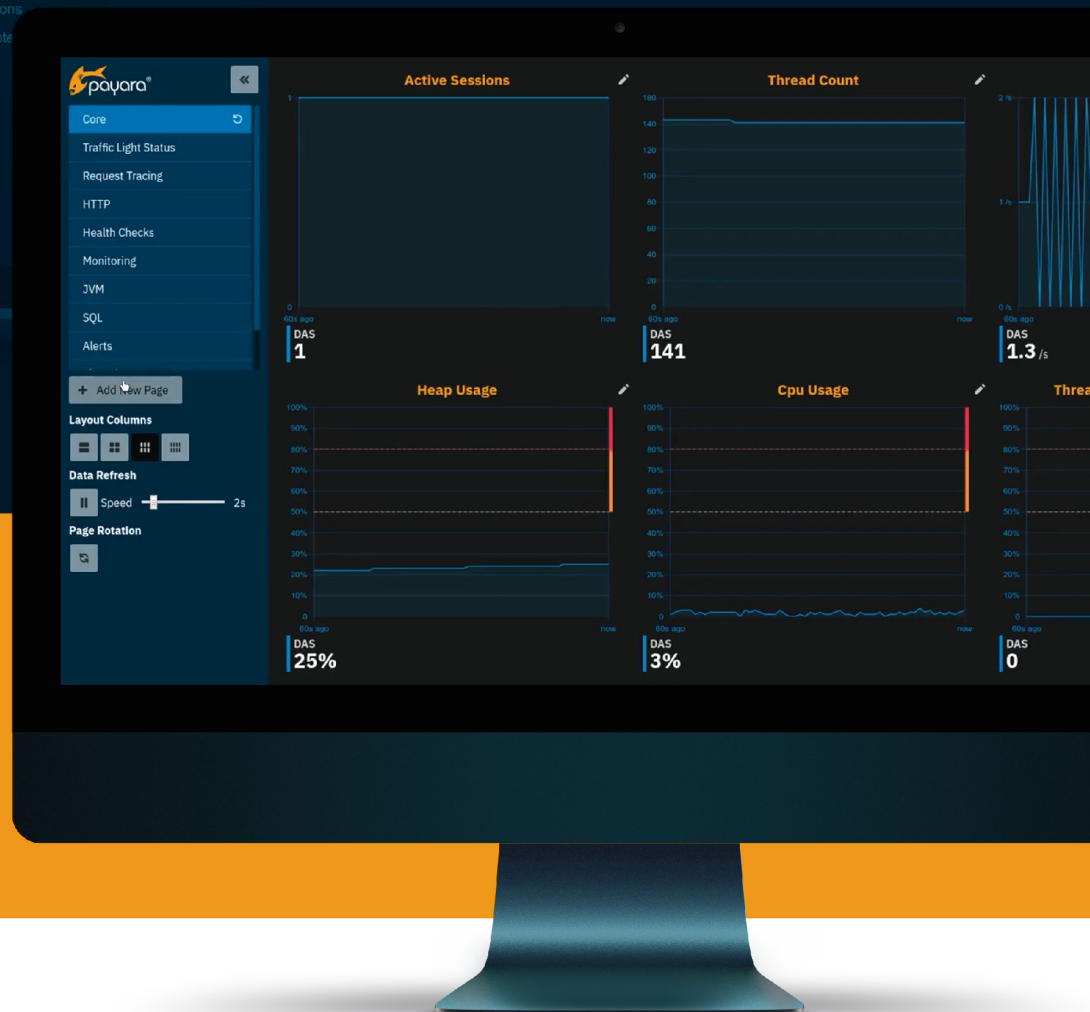 ons
payara®
«
Core
Traffic Light Status
Request Tracing
HTTP
Health Checks
Monitoring
JVM
SQL
Alerts
+ Add New Page
Layout Columns
Data Refresh
Speed 2s
Page Rotation
Active Sessions
1
0
60s ago now
DAS
1
Thread Count
160
140
120
100
80
60
40
20
0
60s ago now
DAS
141
2 /s
1 /s
0 /s
60s ago
DAS
1.3 /s
Heap Usage
100%
90%
80%
70%
60%
50%
40%
30%
20%
10%
0
60s ago now
DAS
25%
Cpu Usage
100%
90%
80%
70%
60%
50%
40%
30%
20%
10%
0
60s ago now
DAS
3%
Threa
100%
90%
80%
70%
60%
50%
40%
30%
20%
10%
0
60s ago
DAS
0